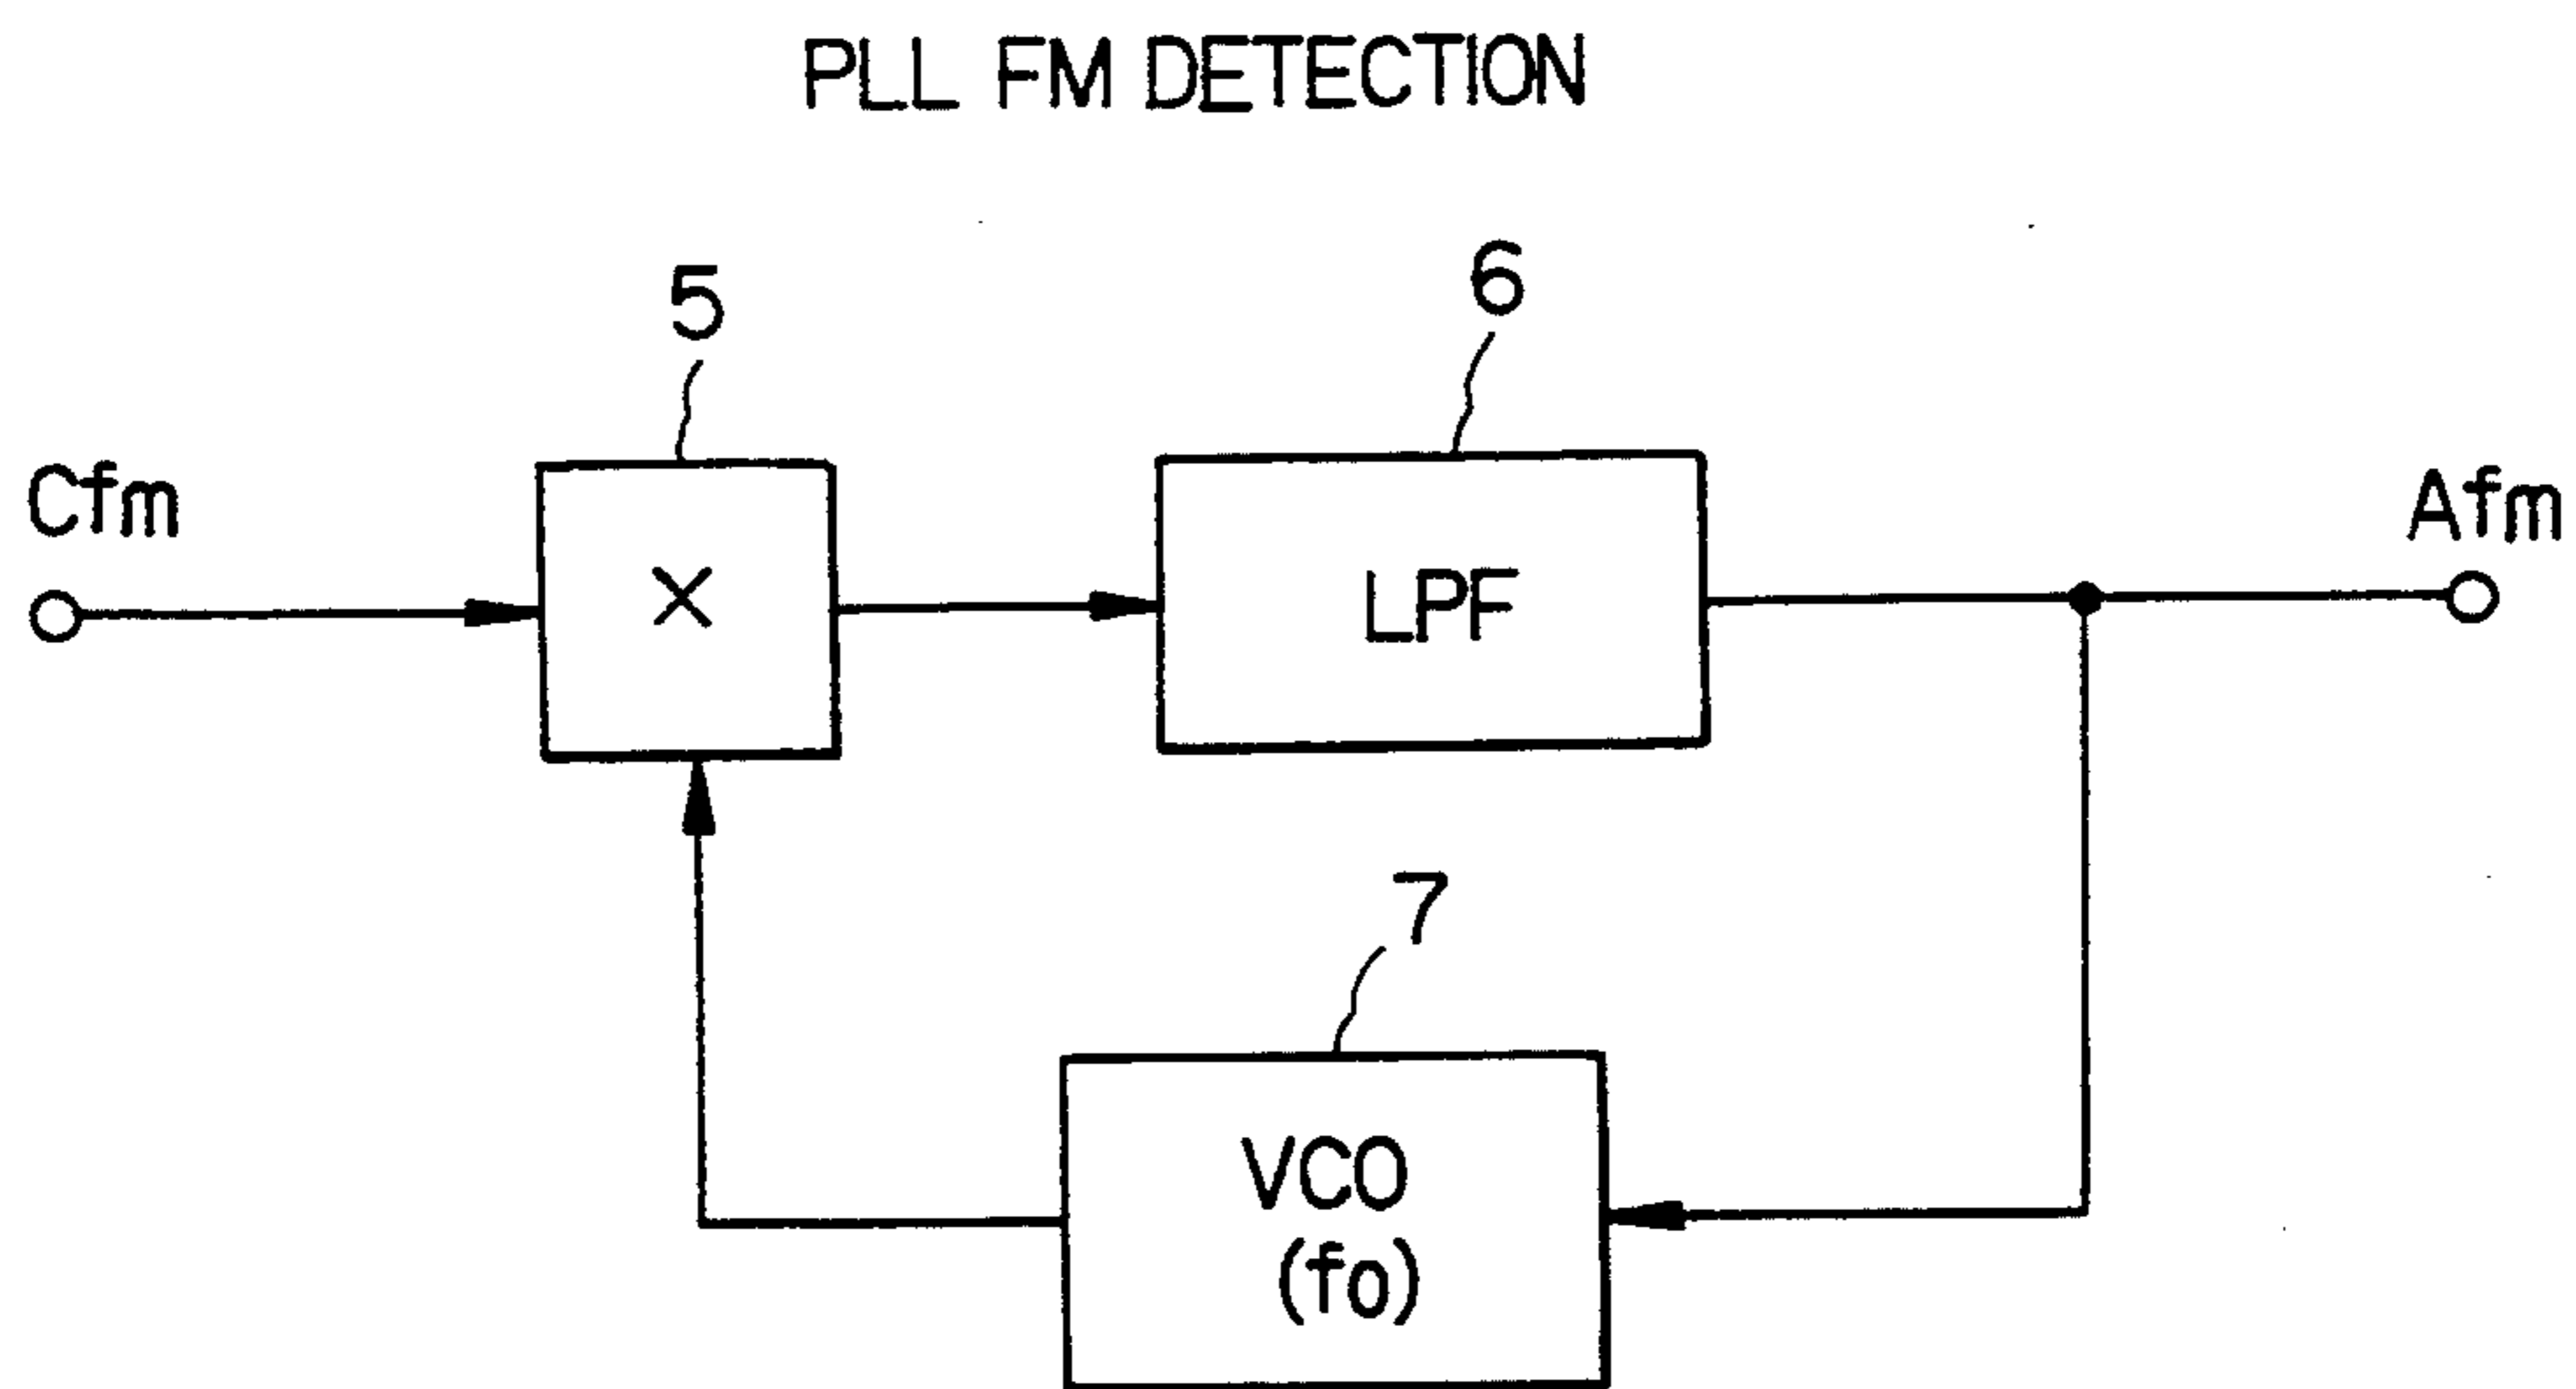 PLL FM DETECTION
5
6
Cfm
×
LPF
Afm
7
VCO
(fo)